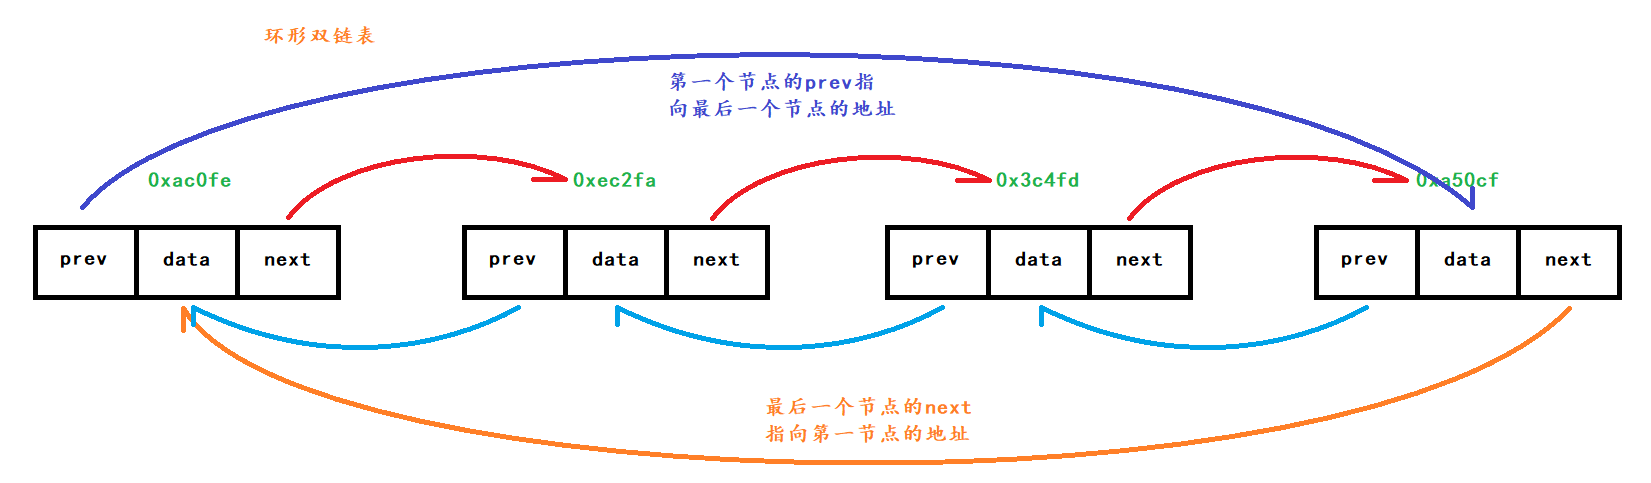 环形双链表
第一个节点的prev指
向最后一个节点的地址
0xac0fe
0xec2fa
0x3c4fd
0xa50cf
prev data next
prev data next
prev data next
prev data next
最后一个节点的next
指向第一节点的地址